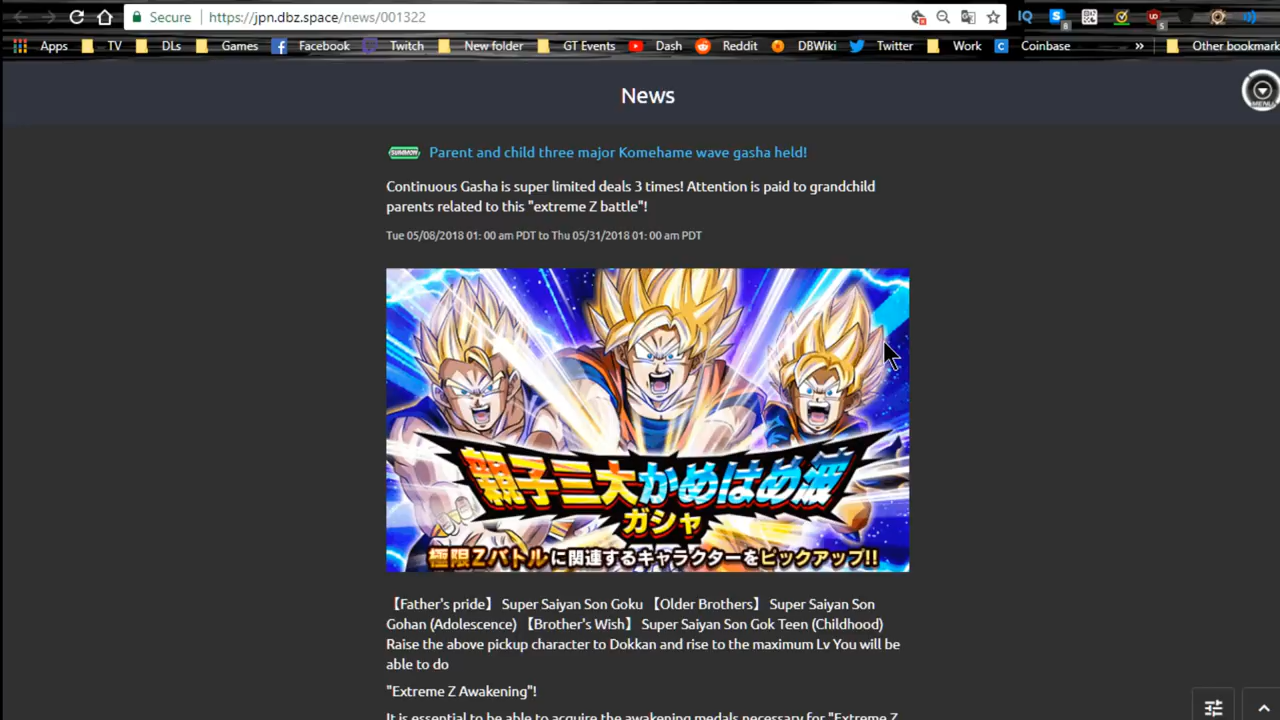 Secure https://jpn.dbz.space/news/001322
IQ
Apps TV DLs Games Facebook Twitch New folder GT Events Dash Reddit DBWiki Twitter Work Coinbase » Other bookmark
News
MENU
SUMMON Parent and child three major Komehame wave gasha held!
Continuous Gasha is super limited deals 3 times! Attention is paid to grandchild
parents related to this "extreme Z battle"!
Tue 05/08/2018 01: 00 am PDT to Thu 05/31/2018 01: 00 am PDT
親子三大かめはめ波
ガシャ
極限Zバトルに関連するキャラクターをピックアップ!!
【Father's pride】 Super Saiyan Son Goku 【Older Brothers】 Super Saiyan Son
Gohan (Adolescence) 【Brother's Wish】 Super Saiyan Son Gok Teen (Childhood)
Raise the above pickup character to Dokkan and rise to the maximum Lv You will be
able to do
"Extreme Z Awakening"!
It is essential to be able to acquire the awakening medals necessary for "Extreme Z